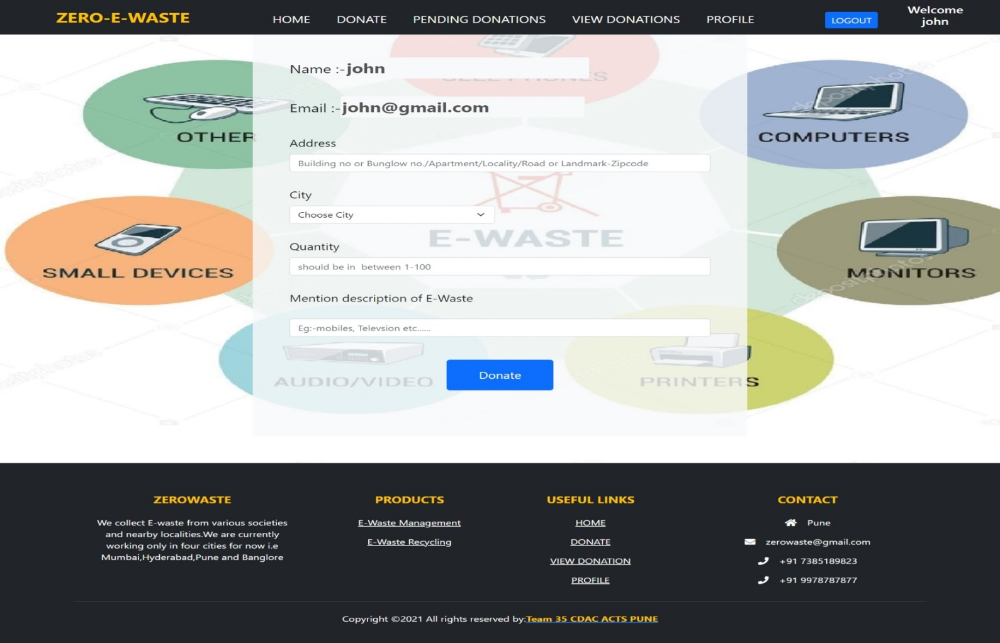 ZERO-E-WASTE
HOME DONATE PENDING DONATIONS VIEW DONATIONS PROFILE LOGOUT Welcome
john
Name :-john
CELL PHONES
Email :-john@gmail.com
OTHER
COMPUTERS
Address
Building no or Bunglow no./Apartment/Locality/Road or Landmark-Zipcode
City
Choose City
E-WASTE
Quantity
should be in between 1-100
SMALL DEVICES
MONITORS
Mention description of E-Waste
Eg:-mobiles, Televsion etc......
AUDIO/VIDEO
Donate
PRINTERS
depositphotos
depositphotos
depositphotos
depositphotos
ZEROWASTE
We collect E-waste from various societies
and nearby localities.We are currently
working only in four cities for now i.e
Mumbai,Hyderabad,Pune and Banglore
PRODUCTS
E-Waste Management
E-Waste Recycling
USEFUL LINKS
HOME
DONATE
VIEW DONATION
PROFILE
CONTACT
Pune
zerowaste@gmail.com
+91 7385189823
+91 9978787877
Copyright ©2021 All rights reserved by:Team 35 CDAC ACTS PUNE